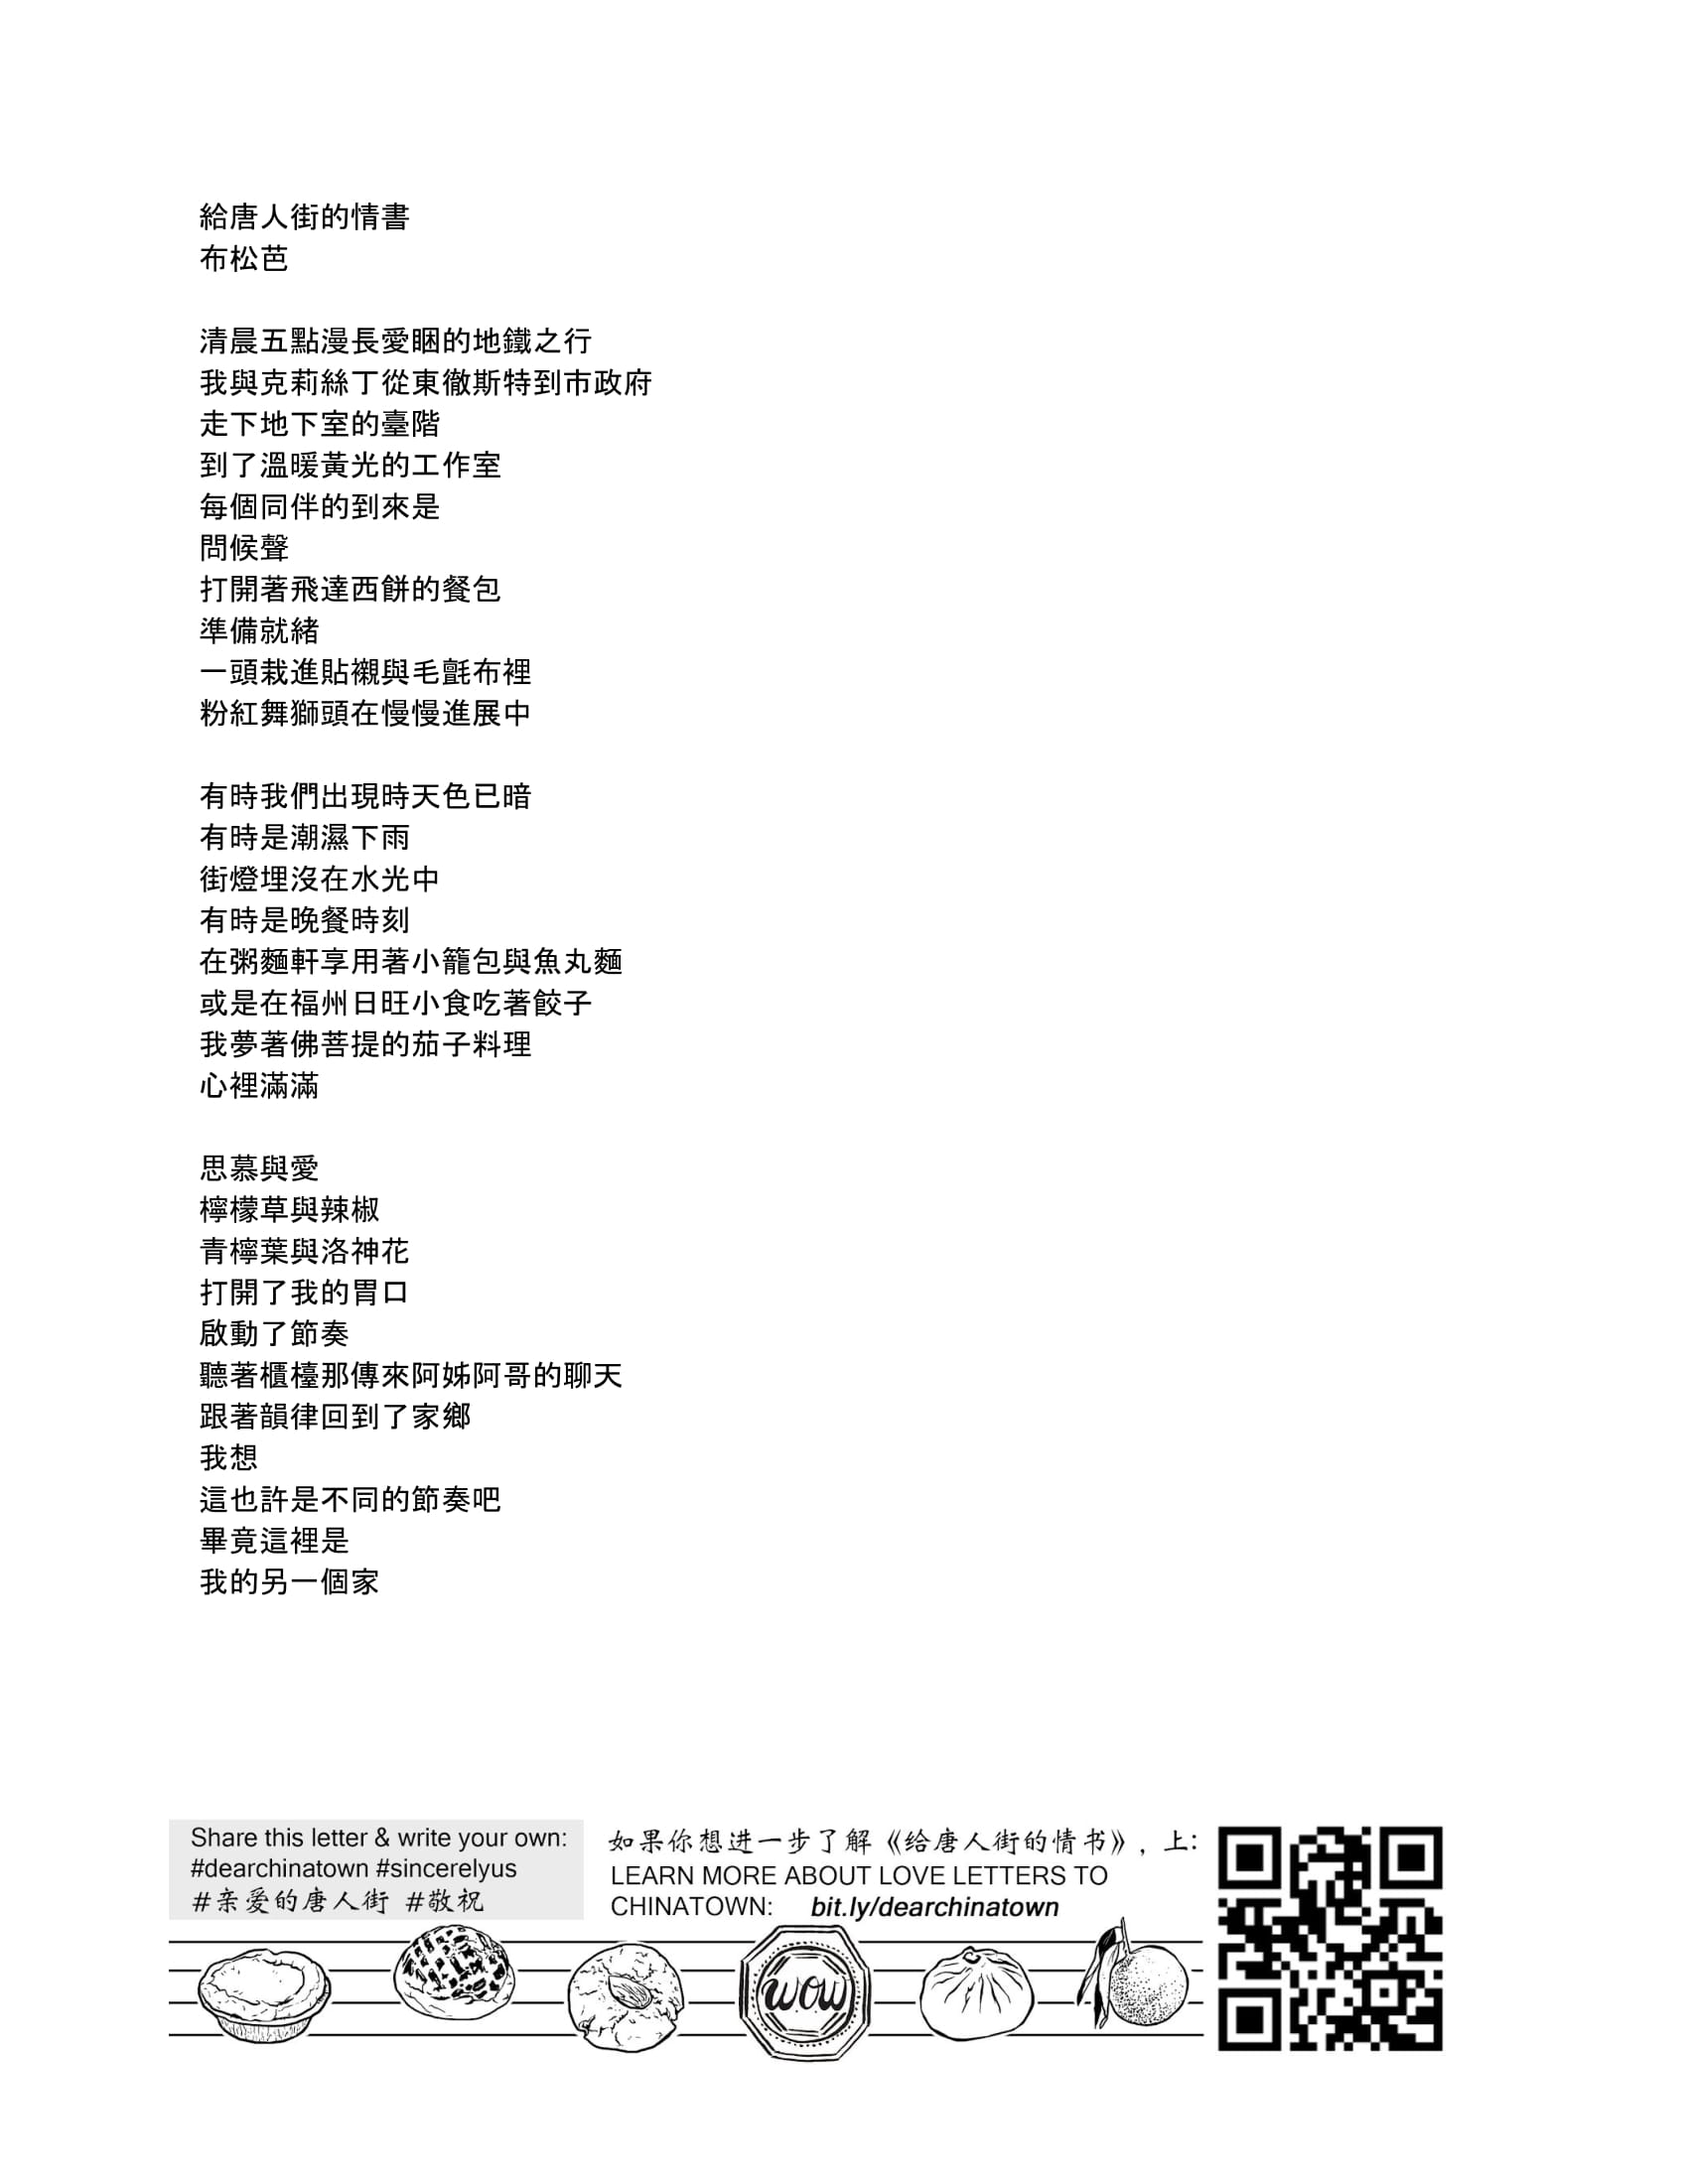 給唐人街的情書
布松芭
清晨五點漫長愛睏的地鐵之行
我與克莉絲丁從東徹斯特到市政府
走下地下室的臺階
到了溫暖黃光的工作室
每個同伴的到來是
問候聲
打開著飛達西餅的餐包
準備就緒
一頭栽進貼襯與毛氈布裡
粉紅舞獅頭在慢慢進展中
有時我們出現時天色已暗
有時是潮濕下雨
街燈埋沒在水光中
有時是晚餐時刻
在粥麵軒享用著小籠包與魚丸麵
或是在福州日旺小食吃著餃子
我夢著佛菩提的茄子料理
心裡滿滿
思慕與愛
檸檬草與辣椒
青檸葉與洛神花
打開了我的胃口
啟動了節奏
聽著櫃檯那傳來阿姊阿哥的聊天
跟著韻律回到了家鄉
我想
這也許是不同的節奏吧
畢竟這裡是
我的另一個家
Share this letter & write your own:
#dearchinatown #sincerelyus
#亲爱的唐人街 #敬祝
如果你想进一步了解《给唐人街的情书》, 上:
LEARN MORE ABOUT LOVE LETTERS TO
CHINATOWN: bit.ly/dearchinatown
WOW